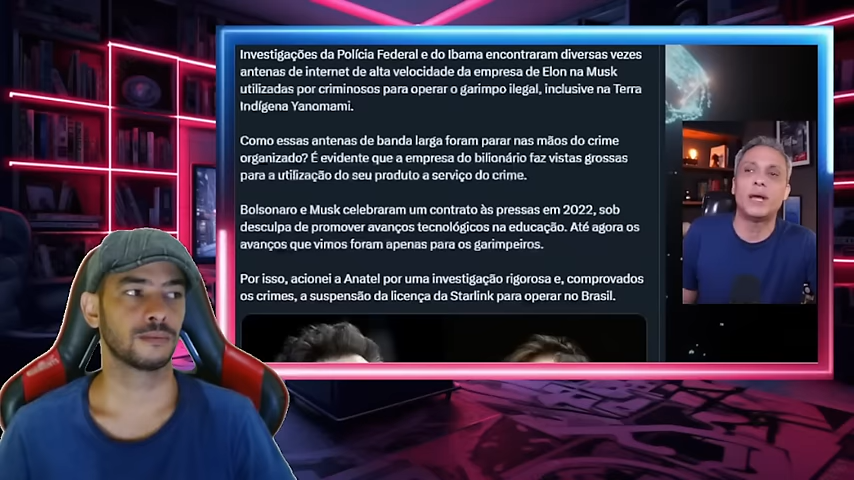 Investigações da Polícia Federal e do Ibama encontraram diversas vezes
antenas de internet de alta velocidade da empresa de Elon na Musk
utilizadas por criminosos para operar o garimpo ilegal, inclusive na Terra
Indígena Yanomami.
Como essas antenas de banda larga foram parar nas mãos do crime
organizado? É evidente que a empresa do bilionário faz vistas grossas
para a utilização do seu produto a serviço do crime.
Bolsonaro e Musk celebraram um contrato às pressas em 2022, sob
desculpa de promover avanços tecnológicos na educação. Até agora os
avanços que vimos foram apenas para os garimpeiros.
Por isso, acionei a Anatel por uma investigação rigorosa e, comprovados
os crimes, a suspensão da licença da Starlink para operar no Brasil.